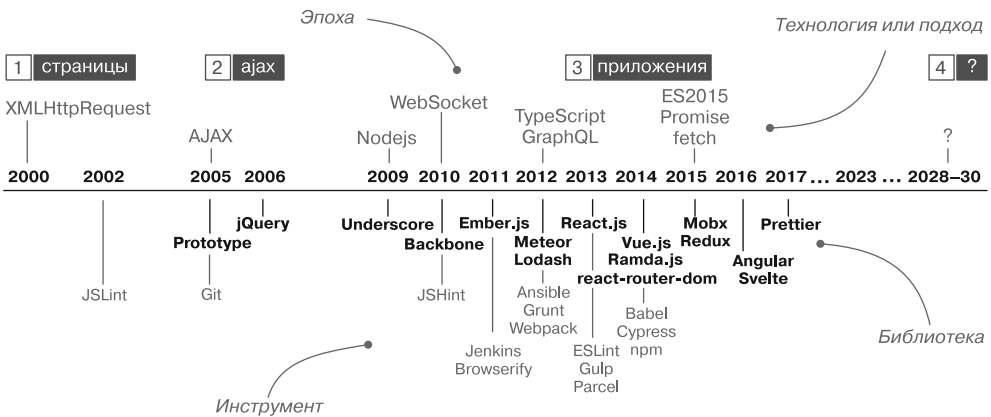 Эпоха
Технология или подход
1 страницы
2 ajax
3 приложения
4 ?
XMLHttpRequest
AJAX
Nodejs
WebSocket
TypeScript
GraphQL
ES2015
Promise
fetch
?
2000 2002 2005 2006 2009 2010 2011 2012 2013 2014 2015 2016 2017 ... 2023 ... 2028–30
JSLint
Prototype
Git
jQuery
Underscore
Backbone
JSHint
Ember.js
Jenkins
Browserify
Meteor
Lodash
Ansible
Grunt
Webpack
React.js
ESLint
Gulp
Parcel
Vue.js
Ramda.js
react-router-dom
Babel
Cypress
npm
Mobx
Redux
Angular
Svelte
Prettier
Инструмент
Библиотека